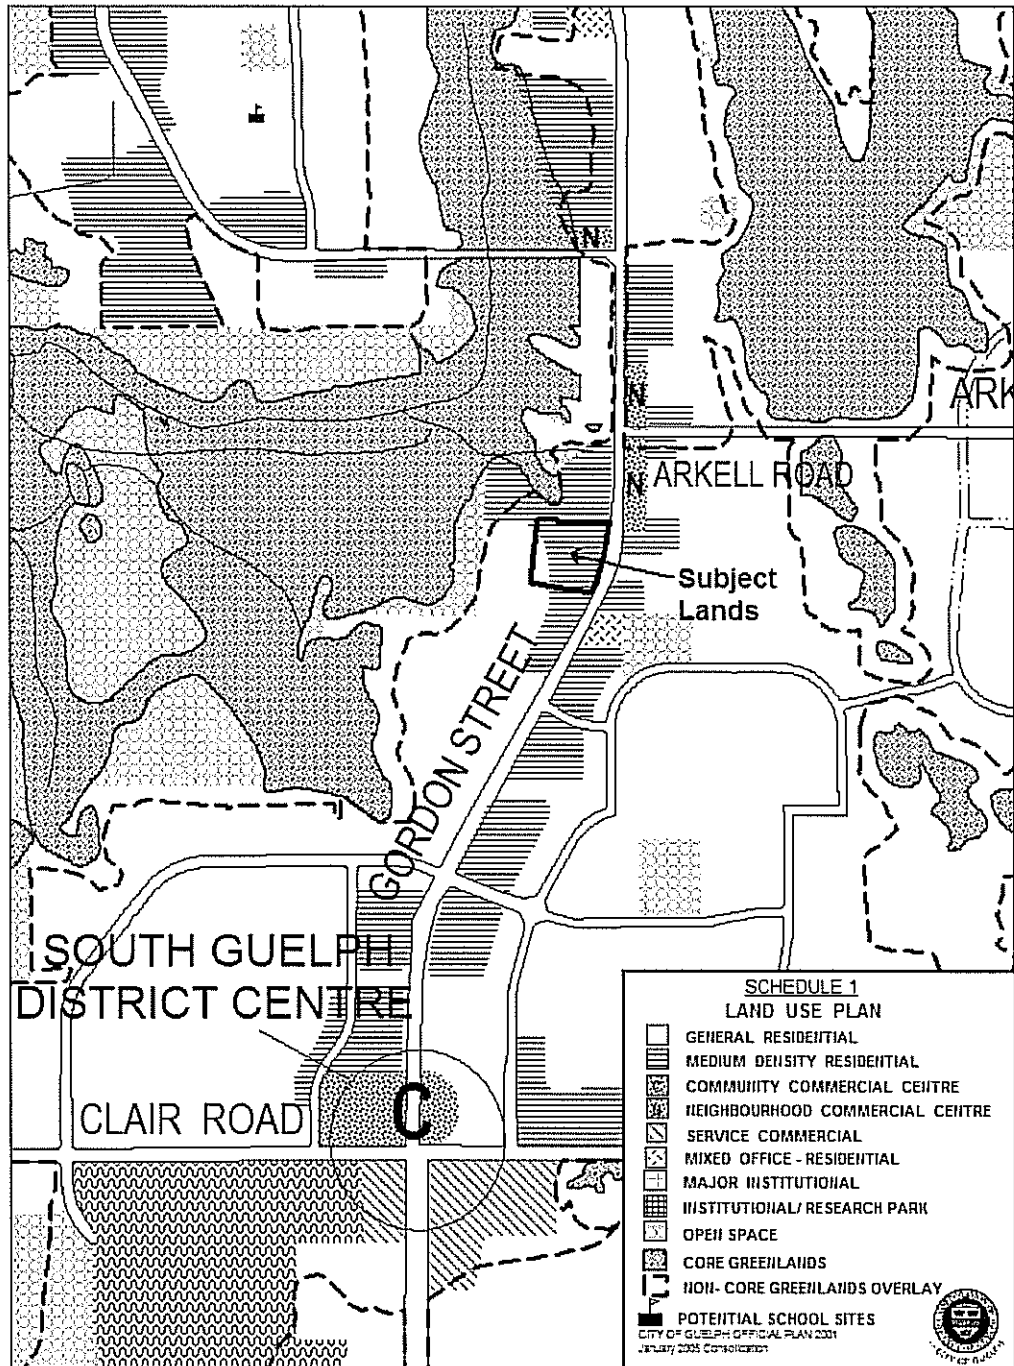 N
N
ARK
ARKELL ROAD
N
Subject
Lands
GORDON STREET
SOUTH GUELPH
DISTRICT CENTRE
C
CLAIR ROAD
SCHEDULE 1
LAND USE PLAN
GENERAL RESIDENTIAL
MEDIUM DENSITY RESIDENTIAL
C COMMUNITY COMMERCIAL CENTRE
N NEIGHBOURHOOD COMMERCIAL CENTRE
SERVICE COMMERCIAL
MIXED OFFICE - RESIDENTIAL
MAJOR INSTITUTIONAL
INSTITUTIONAL/ RESEARCH PARK
OPEN SPACE
CORE GREENLANDS
NON- CORE GREENLANDS OVERLAY
POTENTIAL SCHOOL SITES
CITY OF GUELPH OFFICIAL PLAN 2001
January 2005 Consolidation